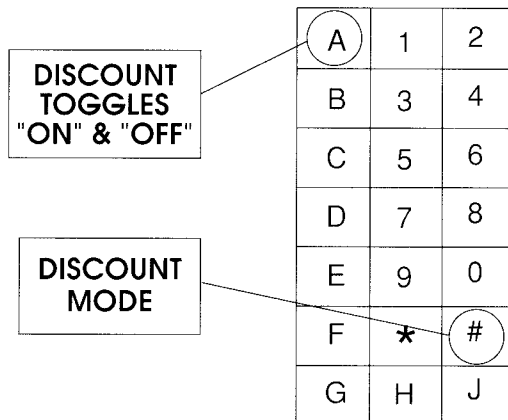 DISCOUNT
TOGGLES
"ON" & "OFF"
DISCOUNT
MODE
A 1 2
B 3 4
C 5 6
D 7 8
E 9 0
F * #
G H J